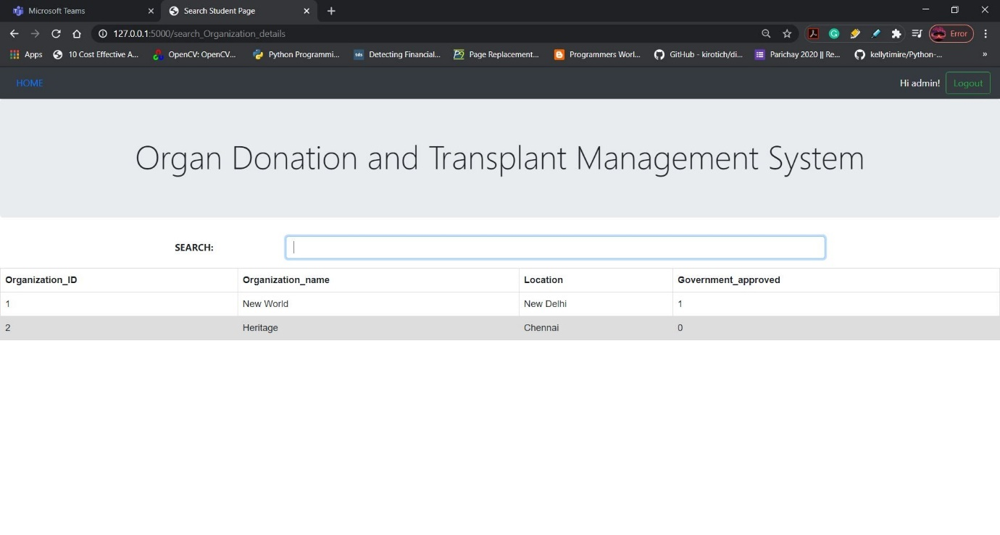 Microsoft Teams
Search Student Page
127.0.0.1:5000/search_Organization_details
Error
Apps
10 Cost Effective A...
OpenCV: OpenCV...
Python Programmi...
tds
Detecting Financial...
Page Replacement...
Programmers Worl...
GitHub - kirotich/di...
Parichay 2020 || Re...
kellytimire/Python-...
»
HOME
Hi admin! Logout
Organ Donation and Transplant Management System
SEARCH:
Organization_ID Organization_name Location Government_approved
1 New World New Delhi 1
2 Heritage Chennai 0